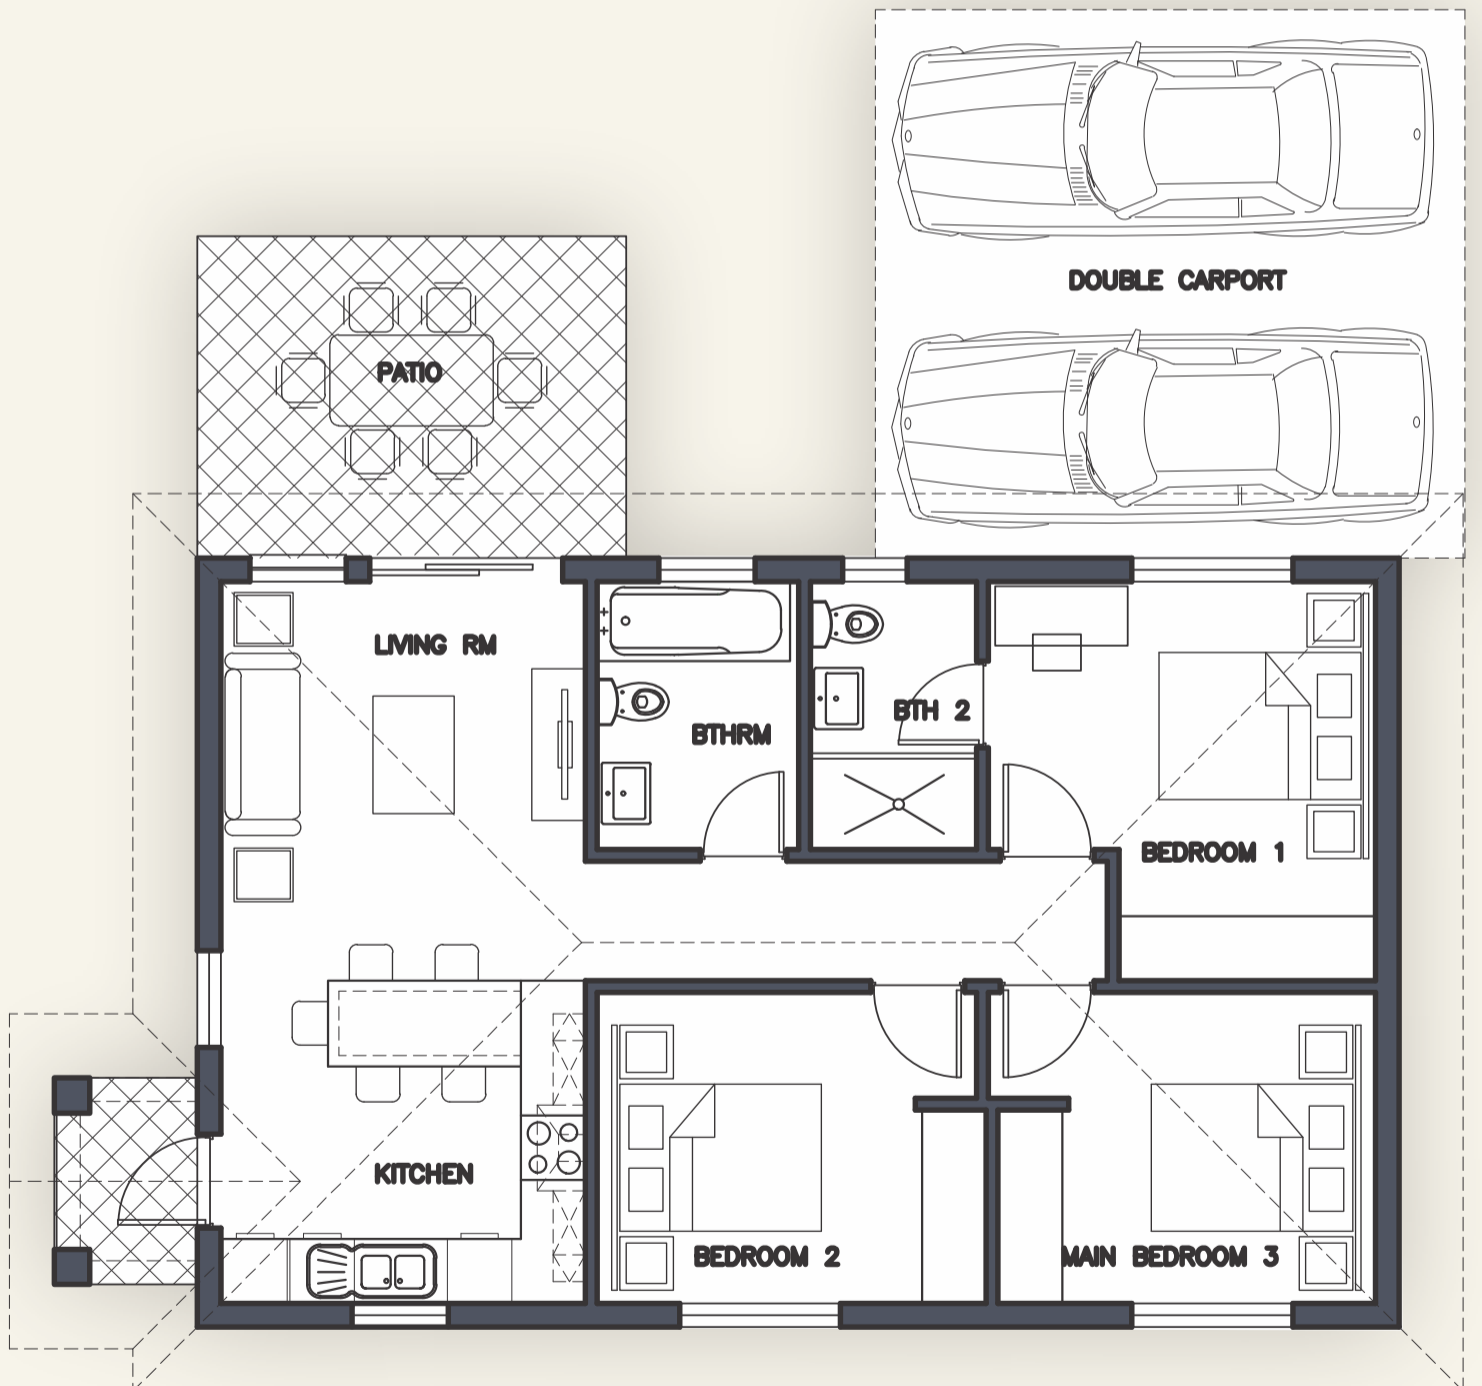 DOUBLE CARPORT
PATIO
LIVING RM
BTHRM
BTH 2
BEDROOM 1
KITCHEN
BEDROOM 2
MAIN BEDROOM 3